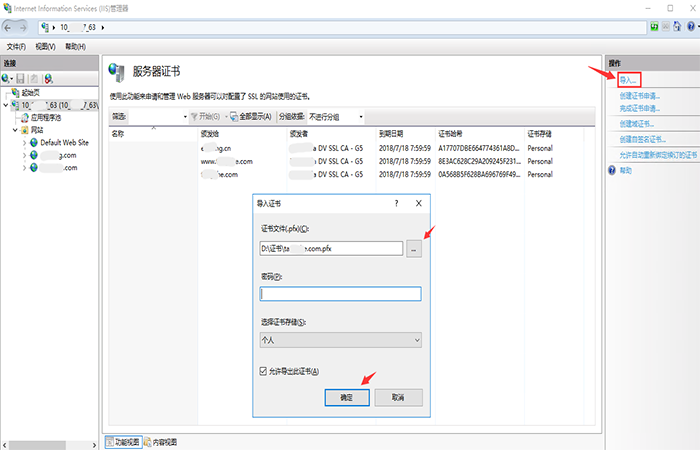 Internet Information Services (IIS)管理器
10_ 7_63
文件(F) 视图(V) 帮助(H)
连接
起始页
10_ _63 (10_ 7_63\
应用程序池
网站
Default Web Site
g.com
.com
服务器证书
使用此功能来申请和管理 Web 服务器可以对配置了 SSL 的网站使用的证书。
筛选: 开始(G) 全部显示(A) 分组依据: 不进行分组
名称 颁发给 颁发者 到期日期 证书哈希 证书存储
e ng.cn a DV SSL CA - G5 2018/7/18 7:59:59 A17707DBE664774361A8D... Personal
www. e.com a DV SSL CA - G5 2018/7/18 7:59:59 8E3AC628C29A209245F231... Personal
t re.com a DV SSL CA - G5 2018/7/18 7:59:59 0A568B5F628BA696769F49... Personal
导入证书 ?
证书文件(.pfx)(C):
D:\证书\ta e.com.pfx ...
密码(P):
选择证书存储(S):
个人
允许导出此证书(A)
确定 取消
功能视图 内容视图
操作
导入...
创建证书申请...
完成证书申请...
创建域证书...
创建自签名证书...
允许自动重新绑定续订的证书
帮助